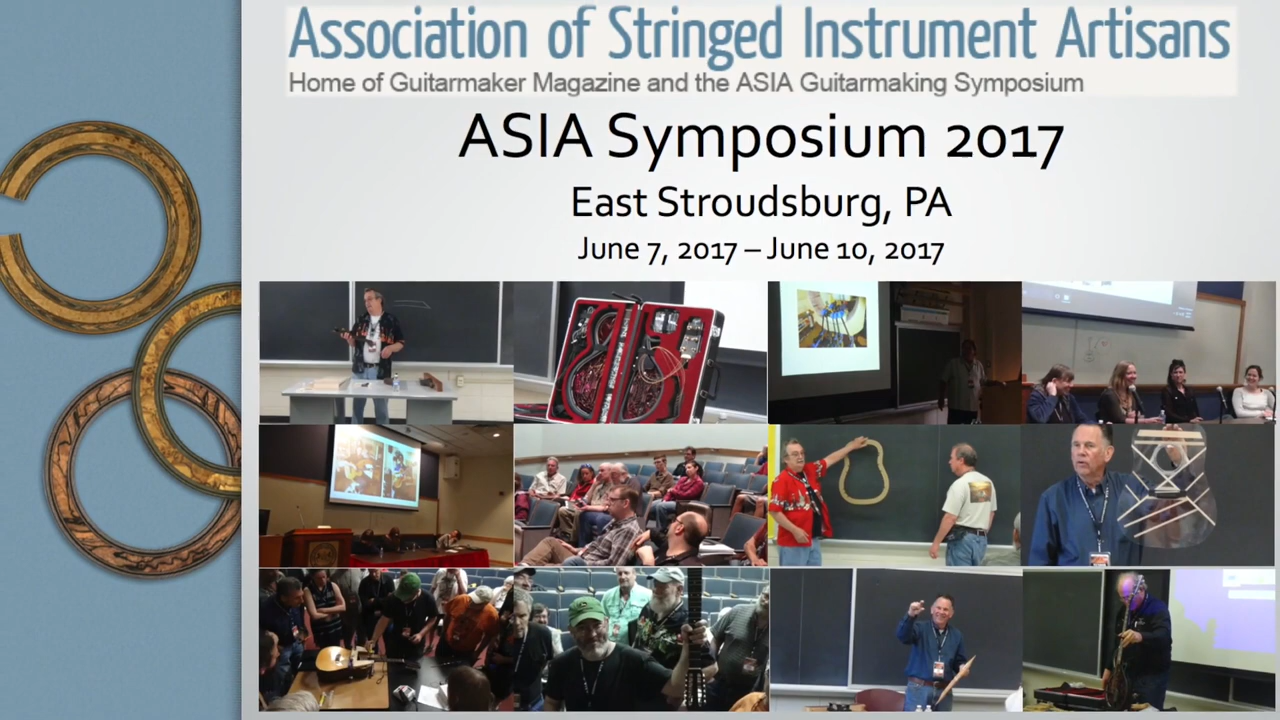 Association of Stringed Instrument Artisans
Home of Guitarmaker Magazine and the ASIA Guitarmaking Symposium
ASIA Symposium 2017
East Stroudsburg, PA
June 7, 2017 – June 10, 2017